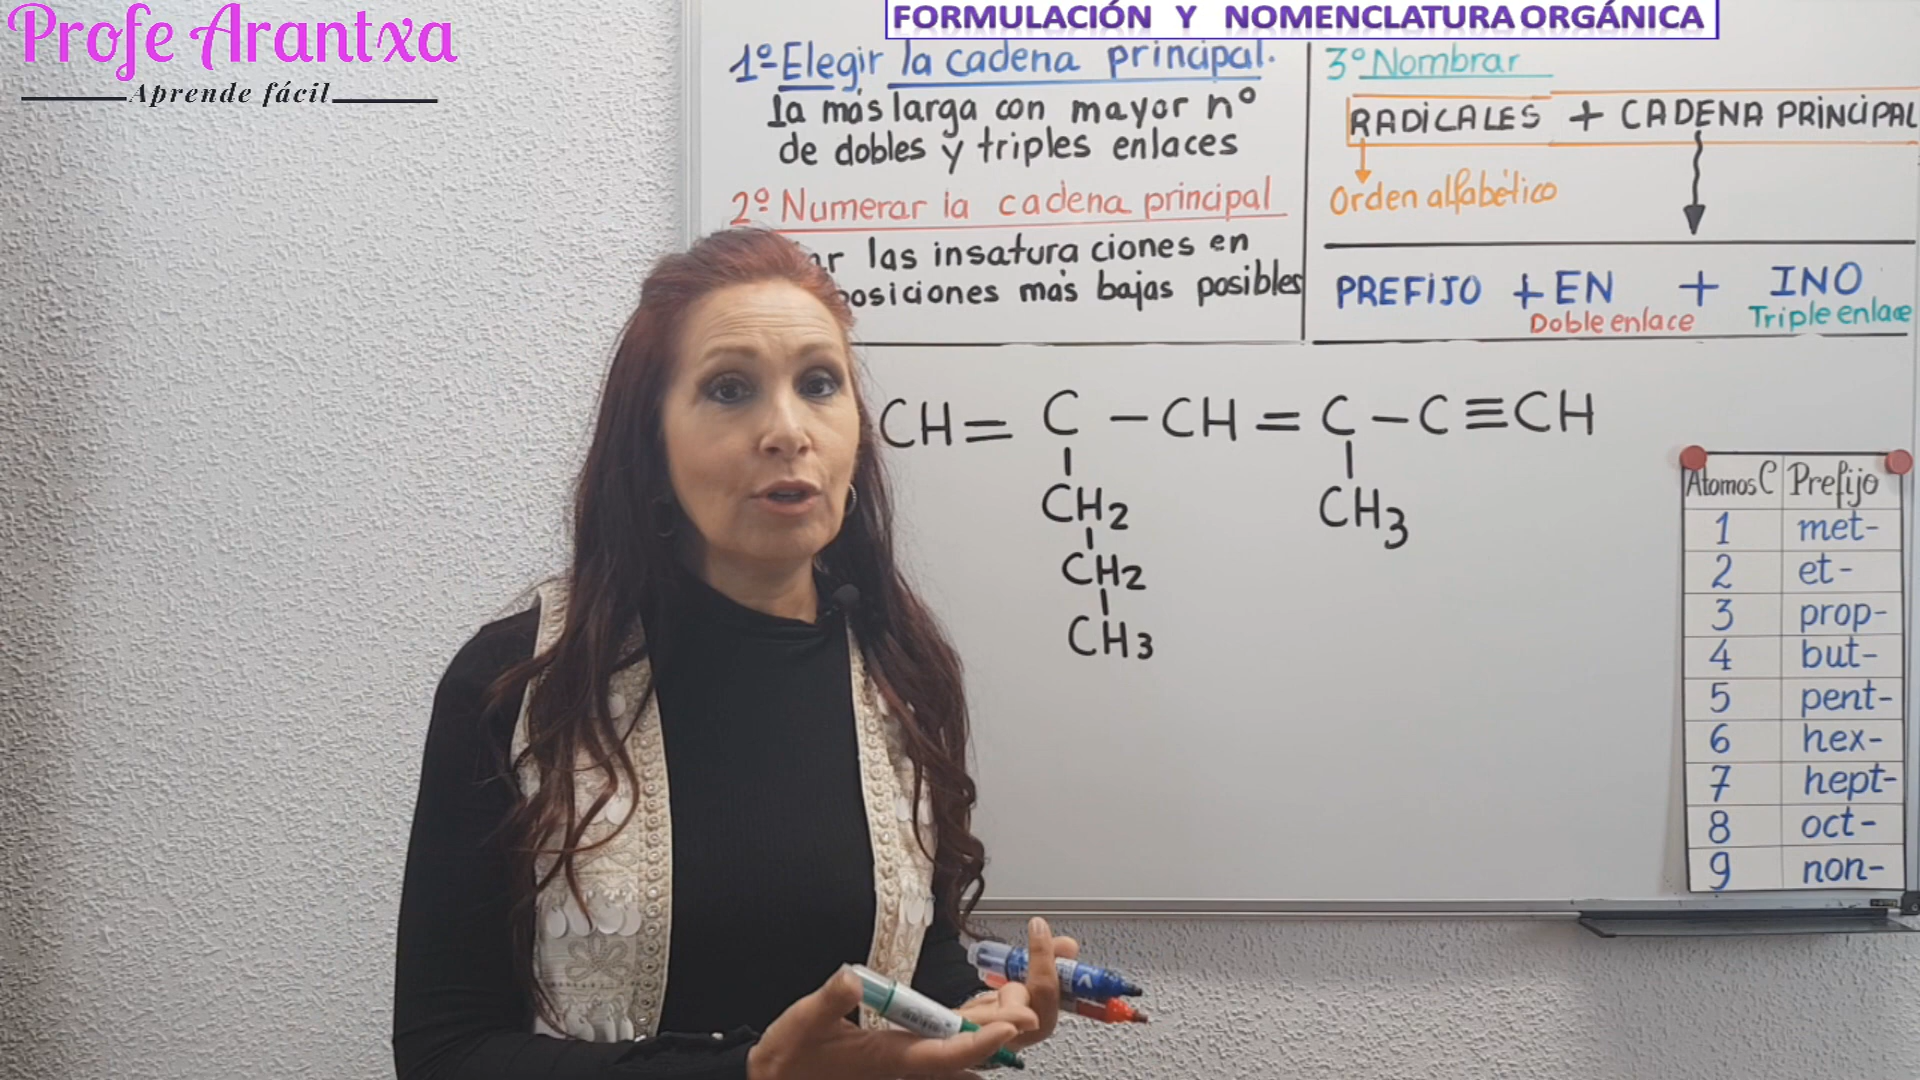 Profe Arantxa
Aprende fácil
FORMULACIÓN Y NOMENCLATURA ORGÁNICA
1º Elegir la cadena principal.
la más larga con mayor nº
de dobles y triples enlaces
2º Numerar la cadena principal
las insaturaciones en
posiciones más bajas posibles
3º Nombrar
RADICALES + CADENA PRINCIPAL
Orden alfabético
PREFIJO + EN + INO
Doble enlace Triple enlace
CH = C – CH = C – C ≡ CH
CH2 CH3
CH2
CH3
Atomos C Prefijo
1 met-
2 et-
3 prop-
4 but-
5 pent-
6 hex-
7 hept-
8 oct-
9 non-